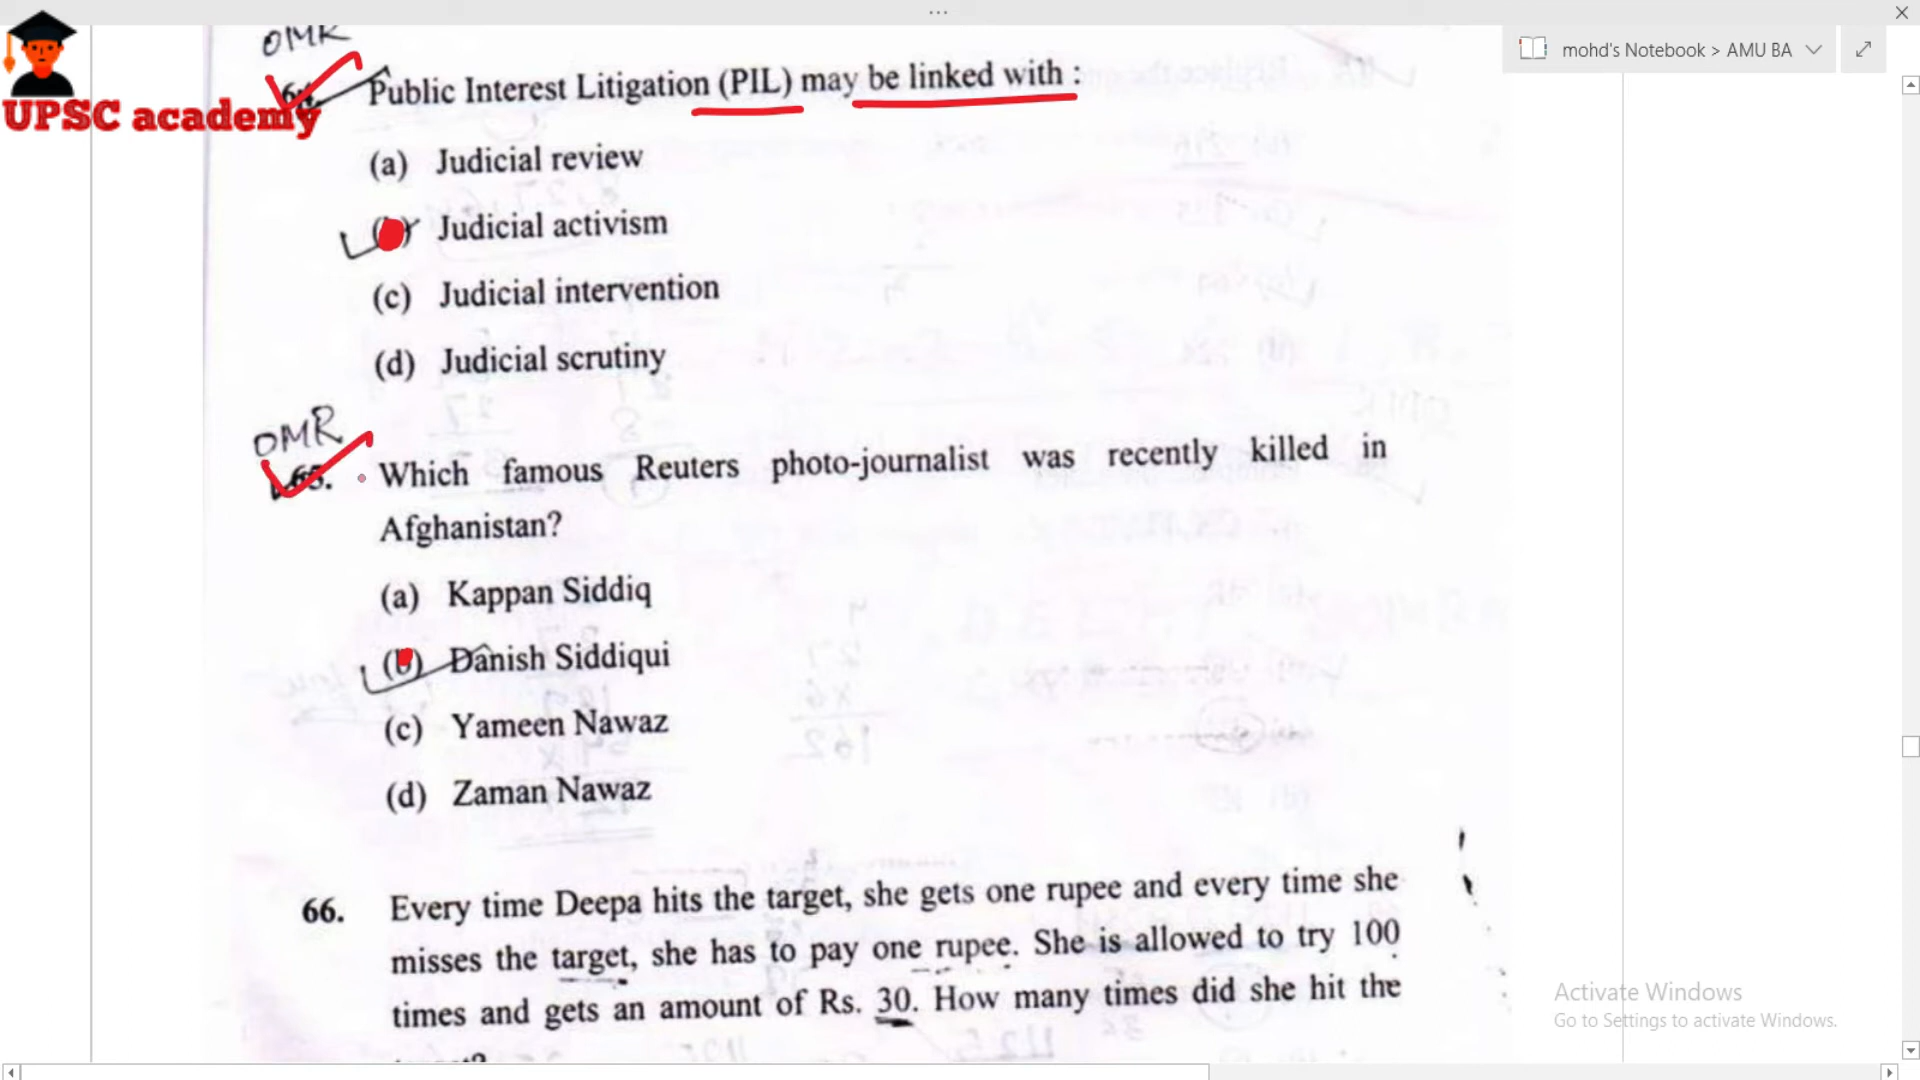 ...
mohd's Notebook > AMU BA
OMR
UPSC academy
64. Public Interest Litigation (PIL) may be linked with :
(a) Judicial review
(b) Judicial activism
(c) Judicial intervention
(d) Judicial scrutiny
OMR
65. Which famous Reuters photo-journalist was recently killed in
Afghanistan?
(a) Kappan Siddiq
(b) Danish Siddiqui
(c) Yameen Nawaz
(d) Zaman Nawaz
66. Every time Deepa hits the target, she gets one rupee and every time she
misses the target, she has to pay one rupee. She is allowed to try 100
times and gets an amount of Rs. 30. How many times did she hit the
Activate Windows
Go to Settings to activate Windows.